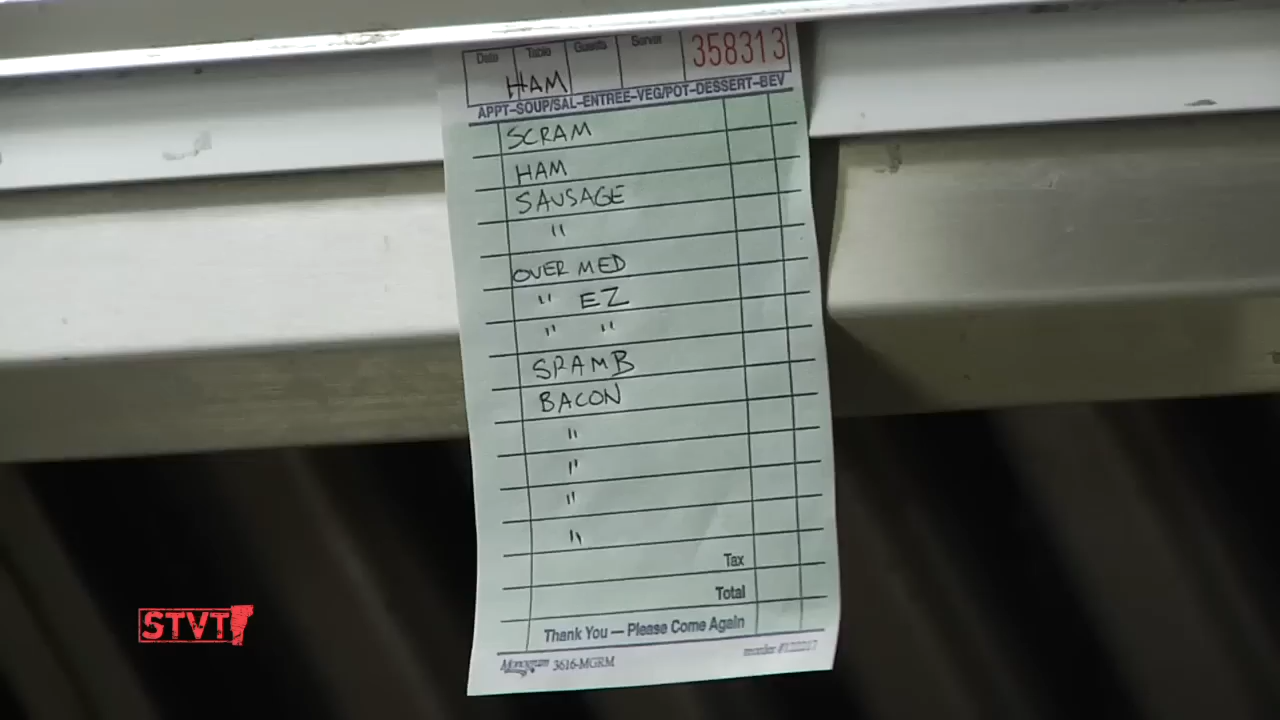 Date Table Guests Server 358313
HAM
APPT–SOUP/SAL–ENTREE–VEG/POT–DESSERT–BEV
SCRAM
HAM
SAUSAGE
"
OVER MED
" EZ
" "
SRAMB
BACON
"
"
"
"
Tax
Total
Thank You — Please Come Again
Monogram 3616-MGRM
STVT